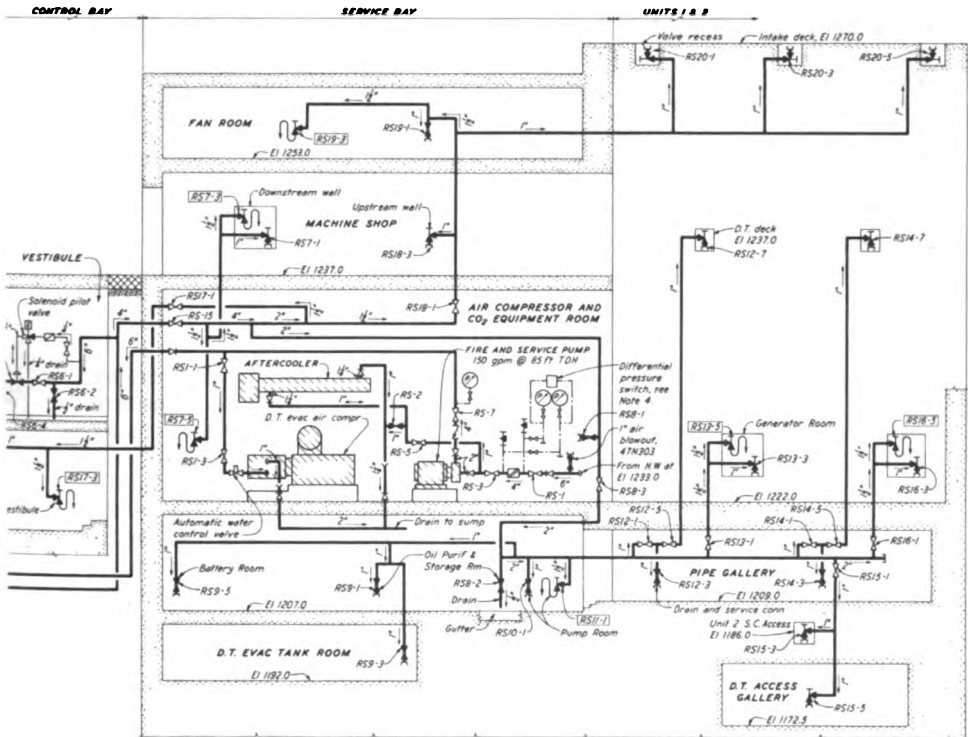 CONTROL BAY
SERVICE BAY
UNITS 1 & 2
Valve recess
Intake deck, El 1270.0
RS20-1
RS20-3
RS20-5
FAN ROOM
RS19-3
RS19-1
El 1253.0
Downstream wall
RS7-3
MACHINE SHOP
RS7-1
Upstream wall
RS18-3
El 1237.0
D.T. deck
El 1237.0
RS12-7
RS14-7
VESTIBULE
Solenoid pilot
valve
RS17-1
RS-15
RS18-1
AIR COMPRESSOR AND
CO₂ EQUIPMENT ROOM
drain
RS6-1
RS6-2
drain
RS6-4
RS1-1
AFTERCOOLER
FIRE AND SERVICE PUMP
150 gpm @ 85 ft TDH
RS-2
RS-7
Differential
pressure
switch, see
Note 4.
RS8-1
1" air
blowout,
47N303
From H.W. at
El 1233.0
RS7-5
D.T. evac air compr.
RS1-3
RS-5
RS-3
RS-1
RS8-3
RS13-5
Generator Room
RS13-3
RS16-5
RS16-3
El 1222.0
RS17-3
Automatic water
control valve
Drain to sump
RS12-5
RS12-1
RS14-5
RS14-1
RS13-1
RS16-1
Battery Room
RS9-5
Oil Purif &
Storage Rm
RS9-1
RS8-2
Drain
PIPE GALLERY
RS12-3
RS14-3
RS15-1
El 1207.0
El 1209.0
Gutter
RS10-1
RS11-1
Pump Room
Drain and service conn
Unit 2 S.C. Access
El 1186.0
RS15-3
D.T. EVAC TANK ROOM
RS9-3
El 1192.0
D.T. ACCESS
GALLERY
RS15-5
El 1172.5